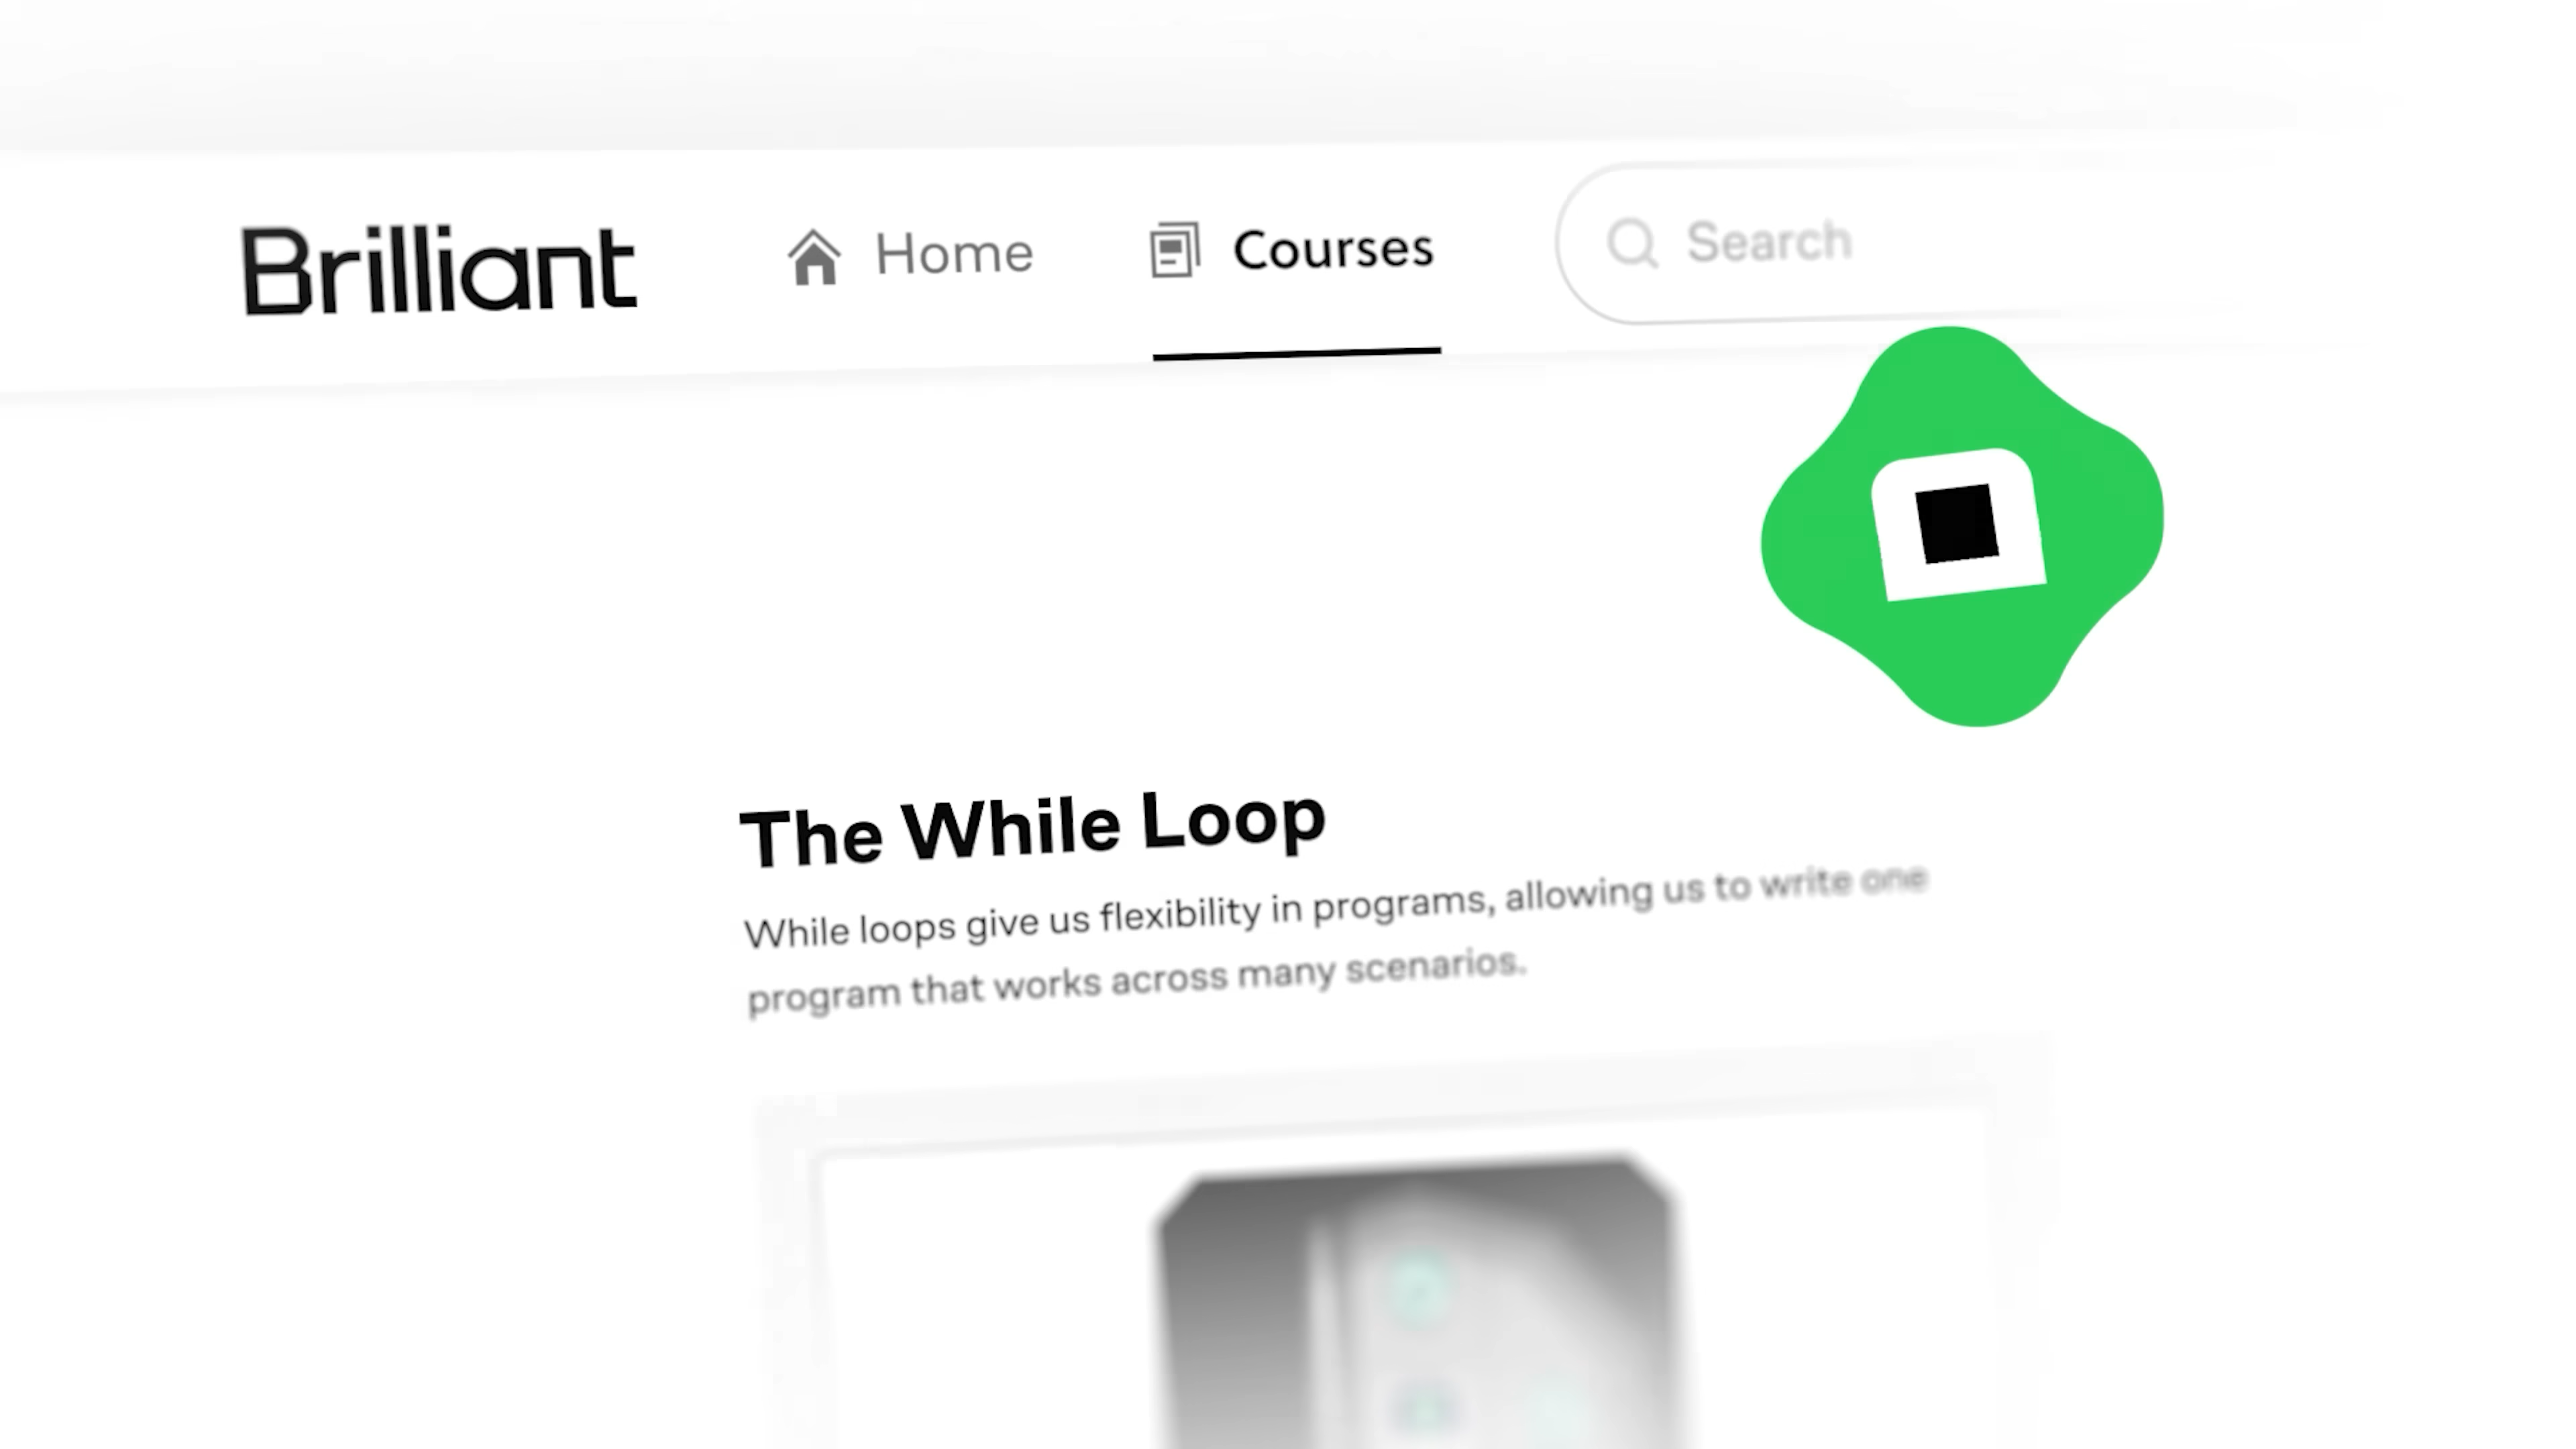 Brilliant Home Courses Search
The While Loop
While loops give us flexibility in programs, allowing us to write one
program that works across many scenarios.